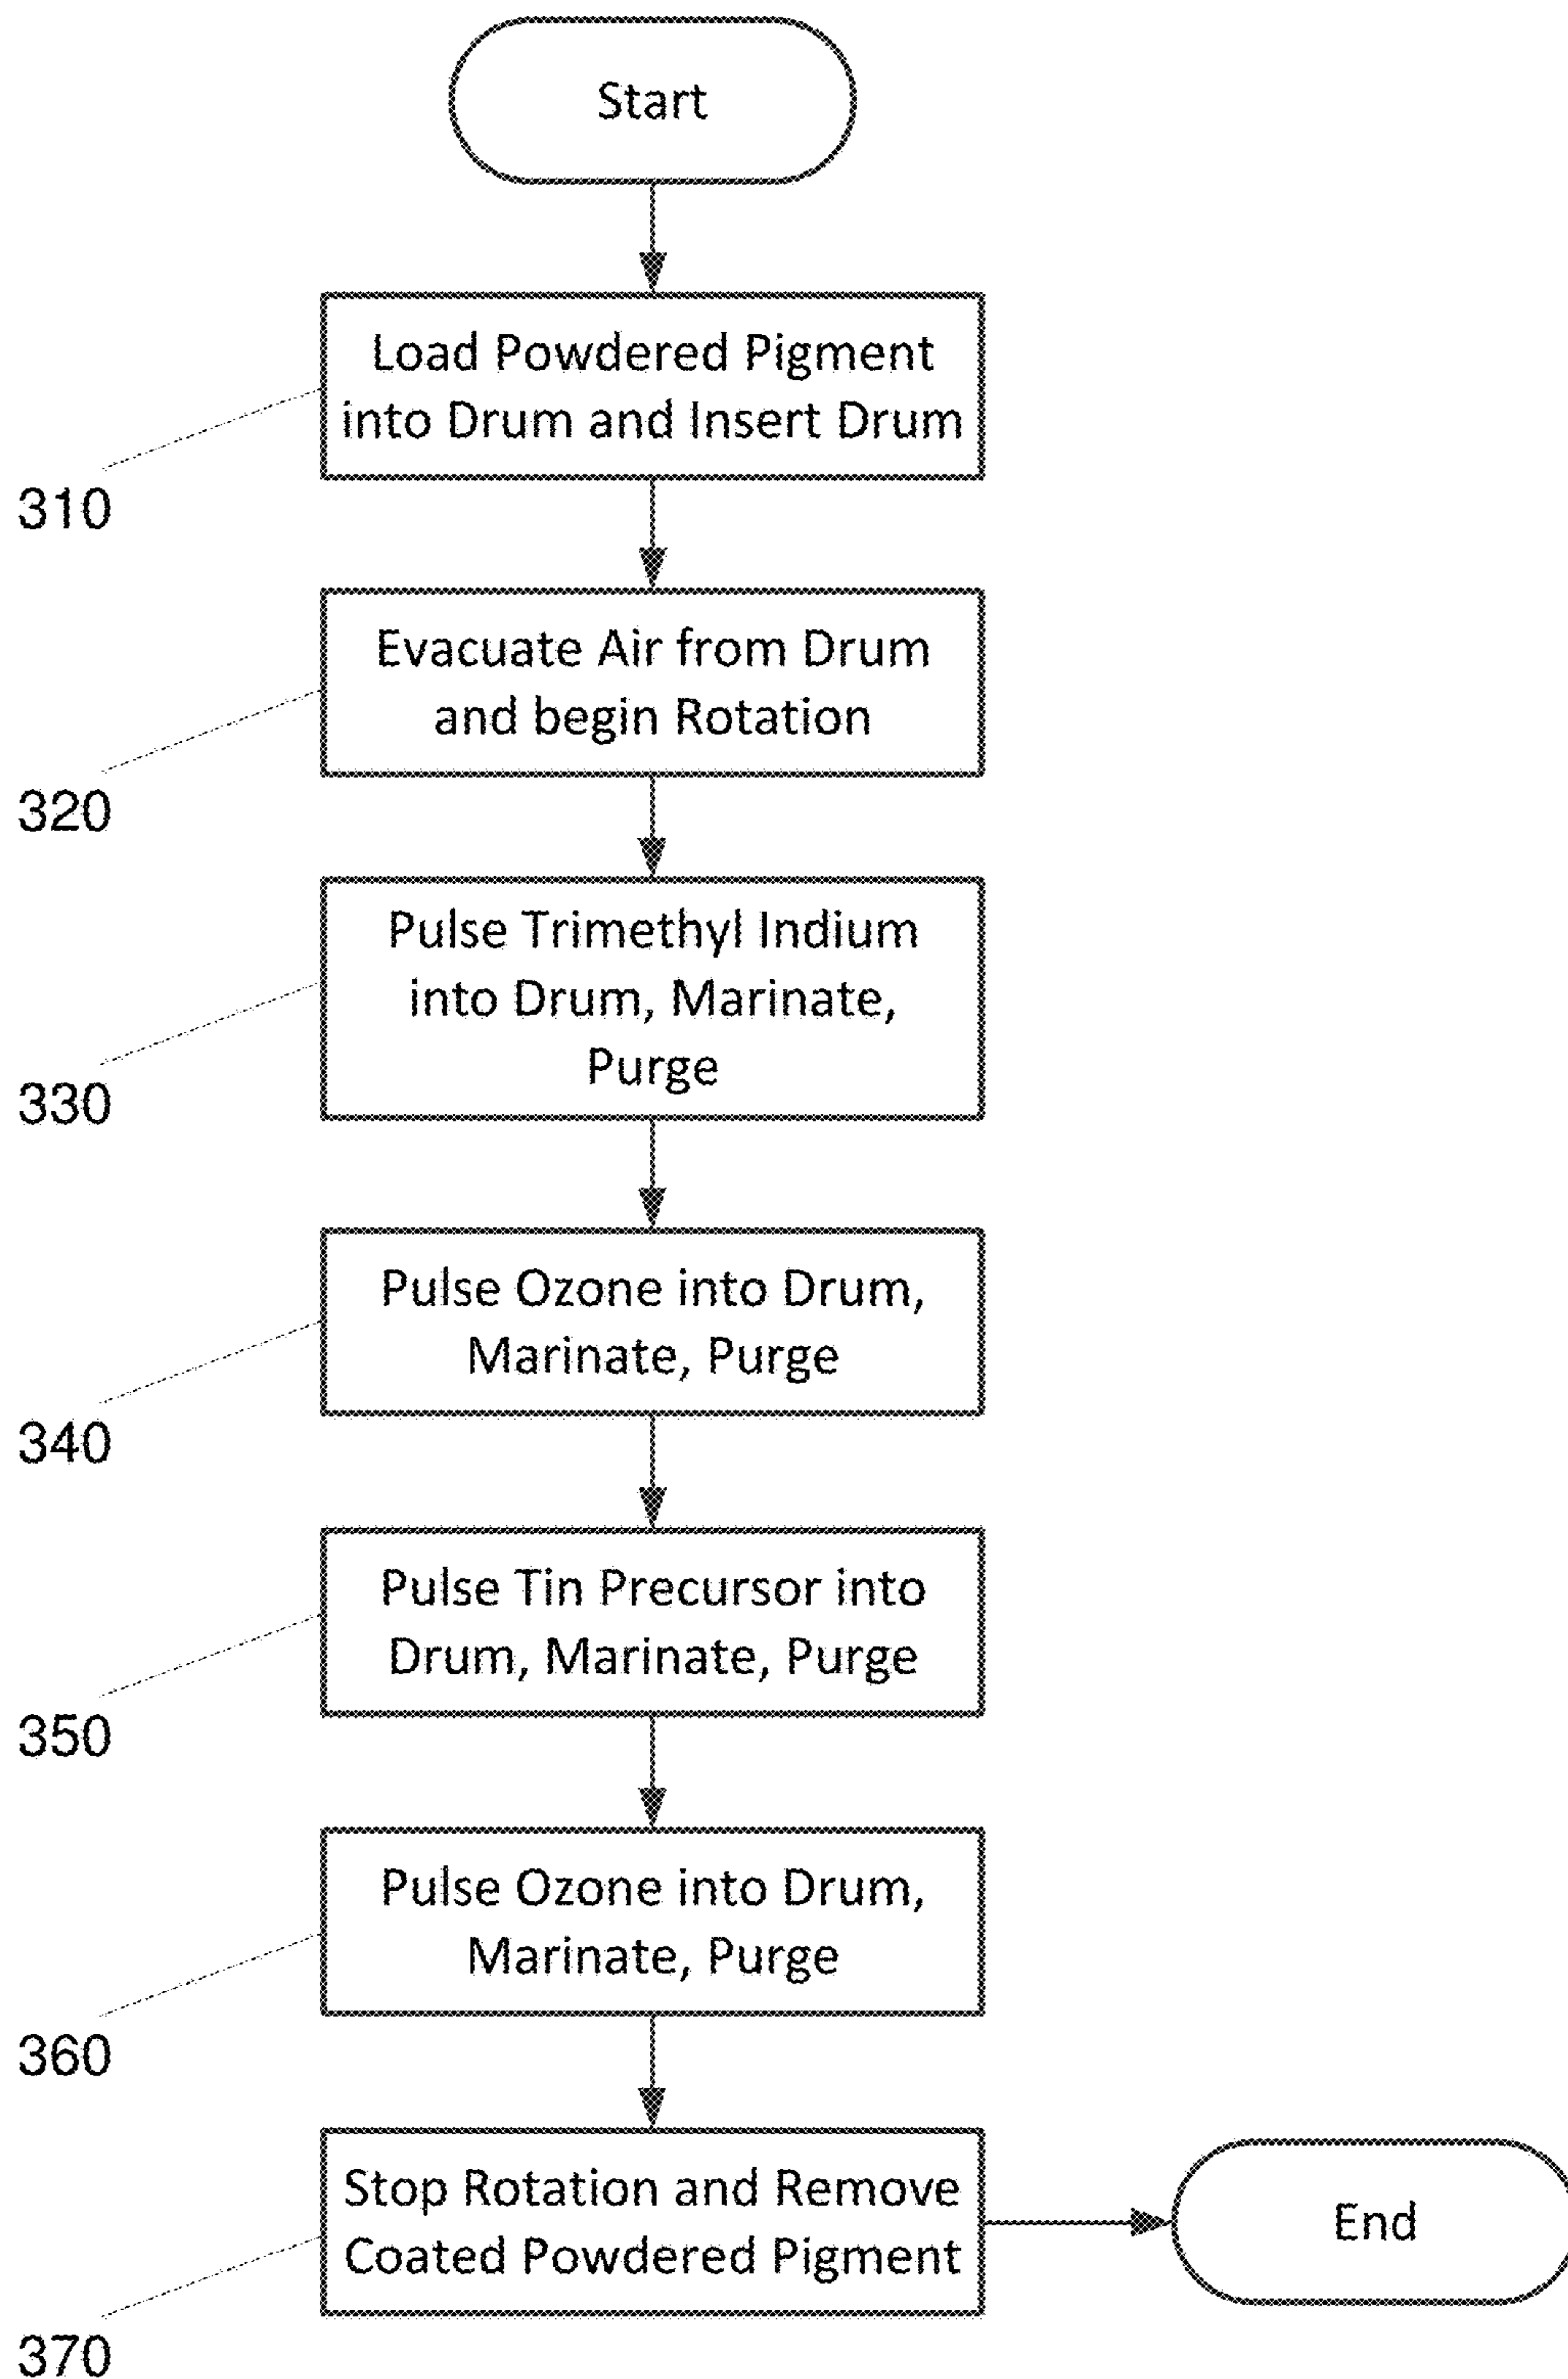 Start
Load Powdered Pigment
into Drum and Insert Drum
310
Evacuate Air from Drum
and begin Rotation
320
Pulse Trimethyl Indium
into Drum, Marinate,
Purge
330
Pulse Ozone into Drum,
Marinate, Purge
340
Pulse Tin Precursor into
Drum, Marinate, Purge
350
Pulse Ozone into Drum,
Marinate, Purge
360
Stop Rotation and Remove
Coated Powdered Pigment
370
End